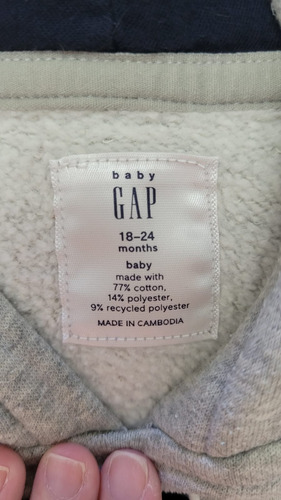 baby
GAP
18–24
months
baby
made with
77% cotton,
14% polyester,
9% recycled polyester
MADE IN CAMBODIA